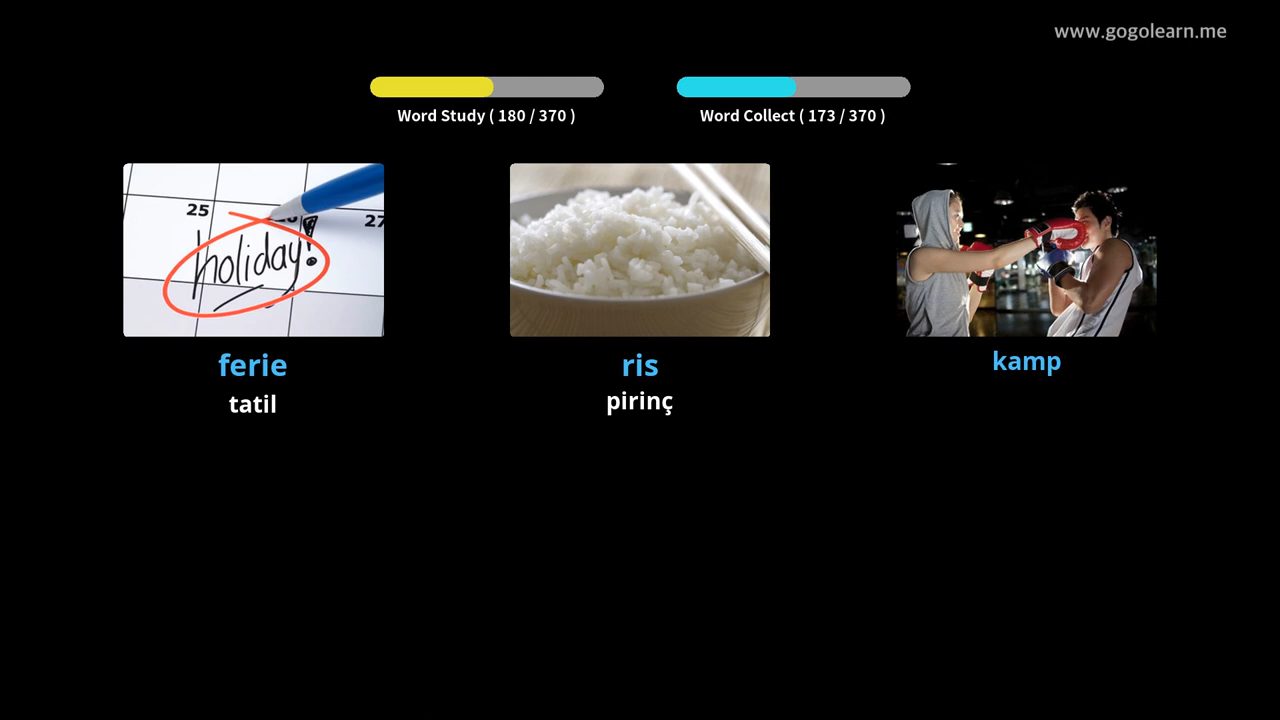 www.gogolearn.me
Word Study ( 180 / 370 )
Word Collect ( 173 / 370 )
25
27
holiday!
ferie
tatil
ris
pirinç
kamp